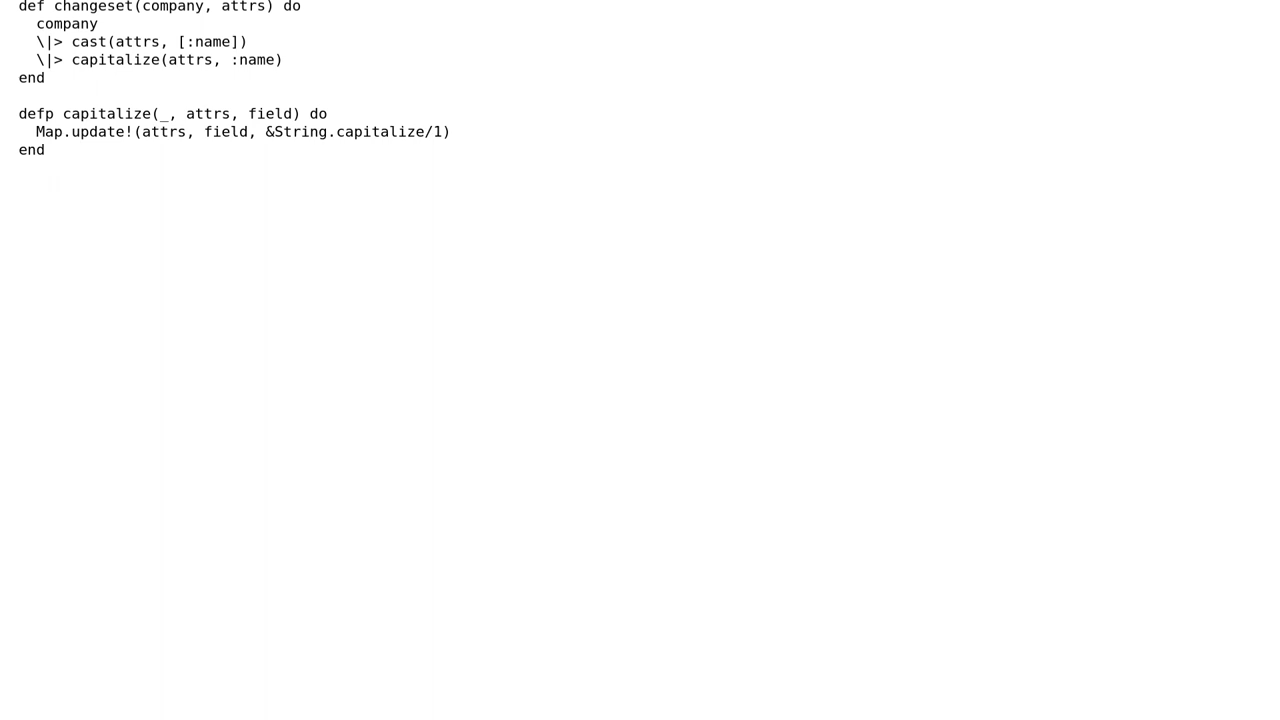 def changeset(company, attrs) do
  company
  \|> cast(attrs, [:name])
  \|> capitalize(attrs, :name)
end

defp capitalize(_, attrs, field) do
  Map.update!(attrs, field, &String.capitalize/1)
end